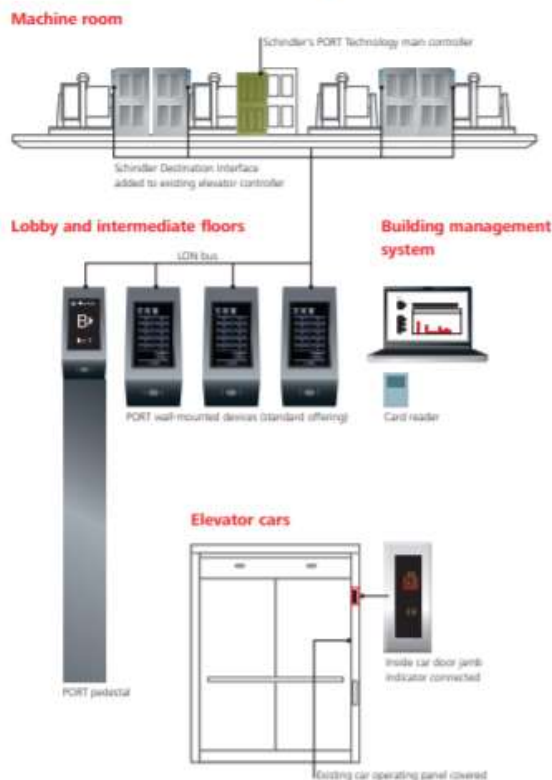 Machine room
Schindler's PORT Technology main controller
Schindler Destination Interface
added to existing elevator controller
Lobby and intermediate floors
Building management
system
LON bus
PORT wall-mounted devices (standard offering)
Card reader
Elevator cars
Inside car door jamb
indicator connected
PORT pedestal
Existing car operating panel covered